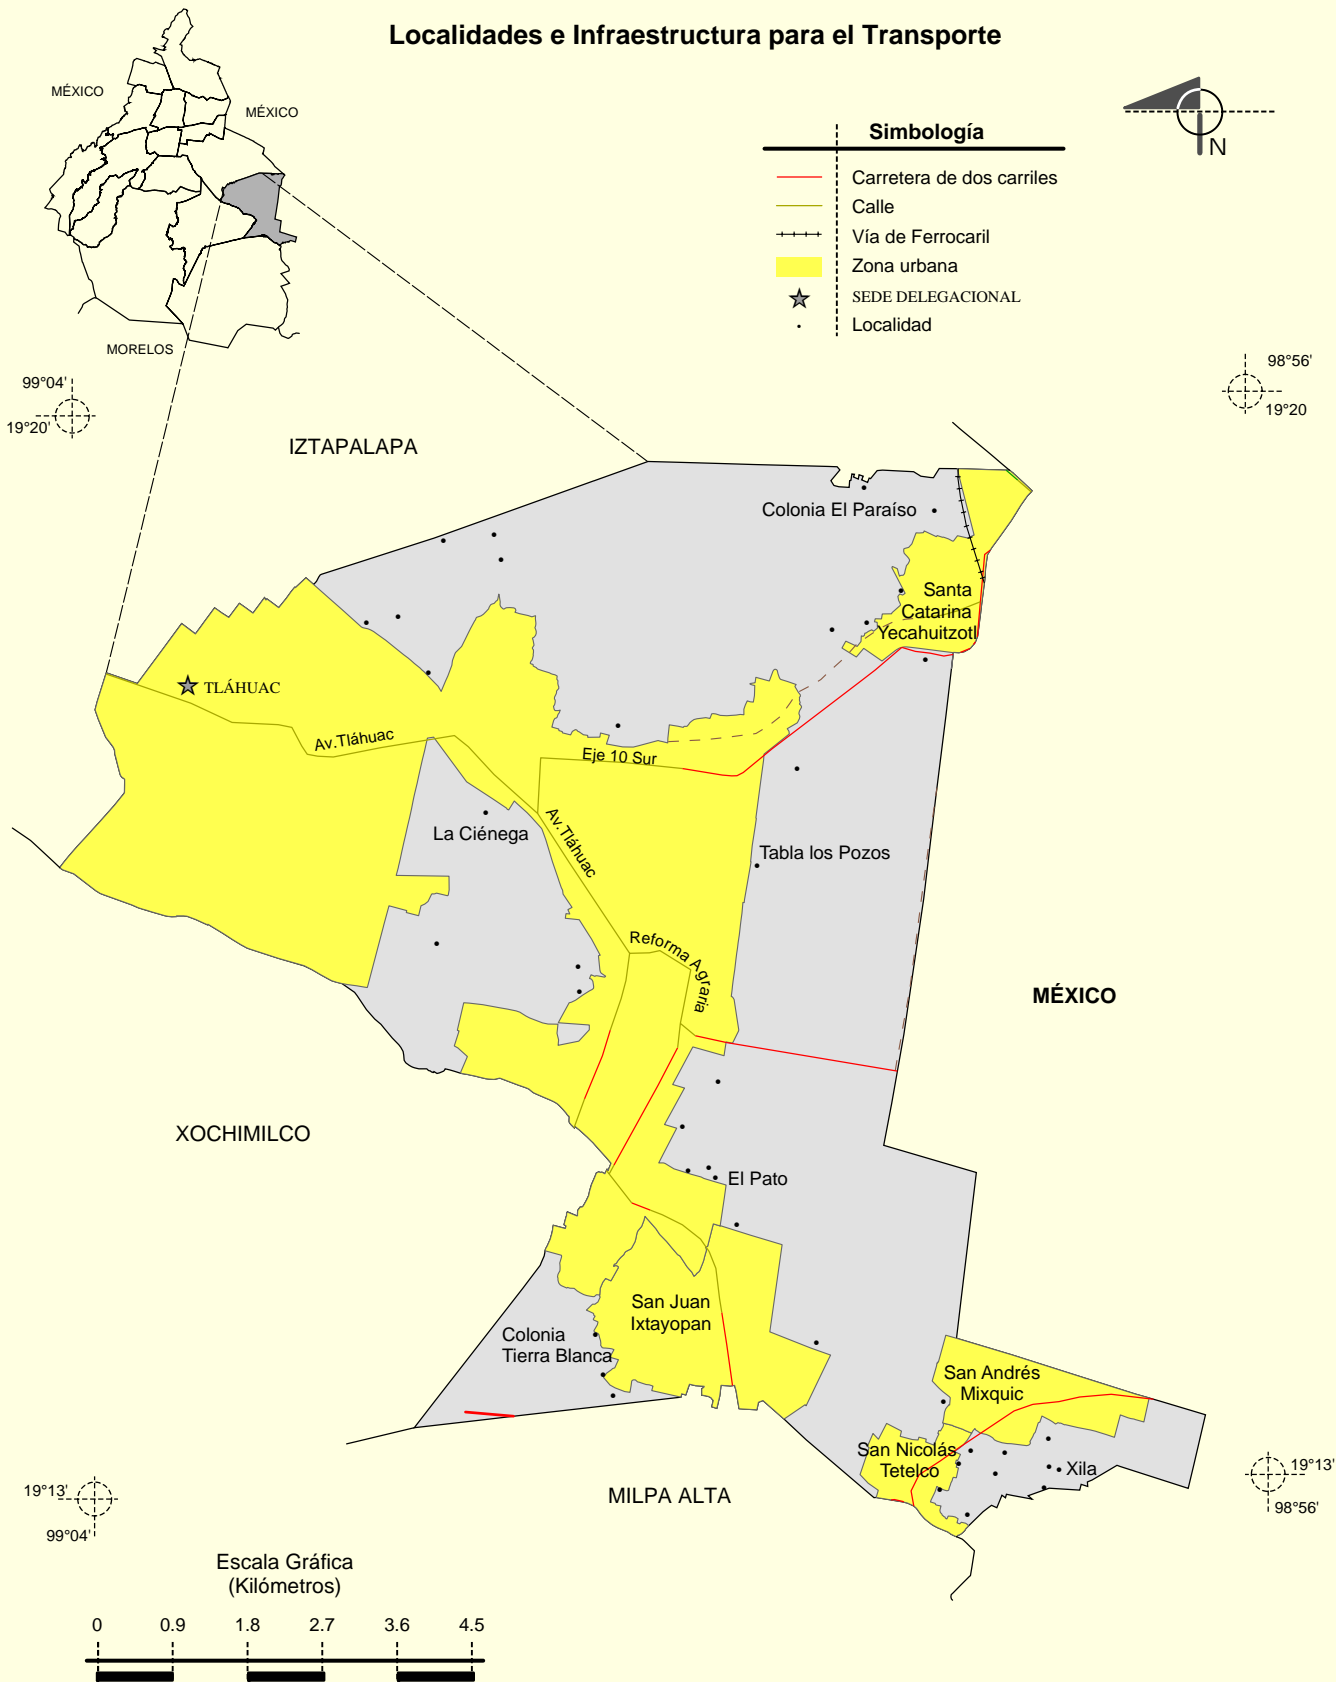 Localidades e Infraestructura para el Transporte
MÉXICO
MÉXICO
MORELOS
N
Simbología
Carretera de dos carriles
Calle
Vía de Ferrocaril
Zona urbana
SEDE DELEGACIONAL
Localidad
99°04'
19°20'
98°56'
19°20
IZTAPALAPA
Colonia El Paraíso
Santa
Catarina
Yecahuitzotl
TLÁHUAC
Av.Tláhuac
Eje 10 Sur
Av.Tláhuac
La Ciénega
Tabla los Pozos
Reforma Agraria
MÉXICO
XOCHIMILCO
El Pato
San Juan
Ixtayopan
Colonia
Tierra Blanca
San Andrés
Mixquic
San Nicolás
Tetelco
Xila
MILPA ALTA
19°13'
99°04'
19°13'
98°56'
Escala Gráfica
(Kilómetros)
0 0.9 1.8 2.7 3.6 4.5